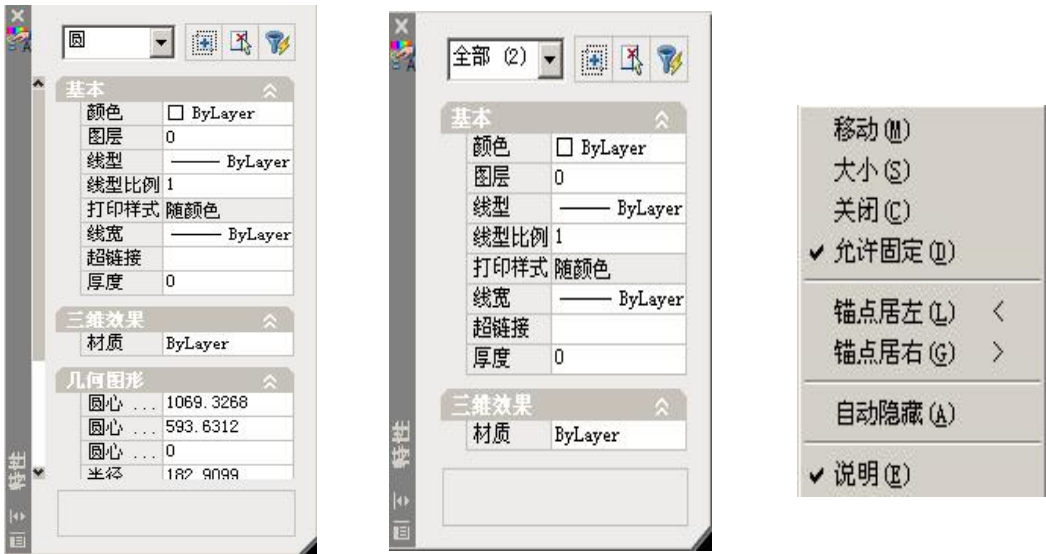 圆
基本
颜色 ByLayer
图层 0
线型 ByLayer
线型比例 1
打印样式 随颜色
线宽 ByLayer
超链接
厚度 0
三维效果
材质 ByLayer
几何图形
圆心 ... 1069.3268
圆心 ... 593.6312
圆心 ... 0
半径 182.9099
特性
全部 (2)
基本
颜色 ByLayer
图层 0
线型 ByLayer
线型比例 1
打印样式 随颜色
线宽 ByLayer
超链接
厚度 0
三维效果
材质 ByLayer
特性
移动(M)
大小(S)
关闭(C)
允许固定(D)
锚点居左(L) <
锚点居右(G) >
自动隐藏(A)
说明(E)